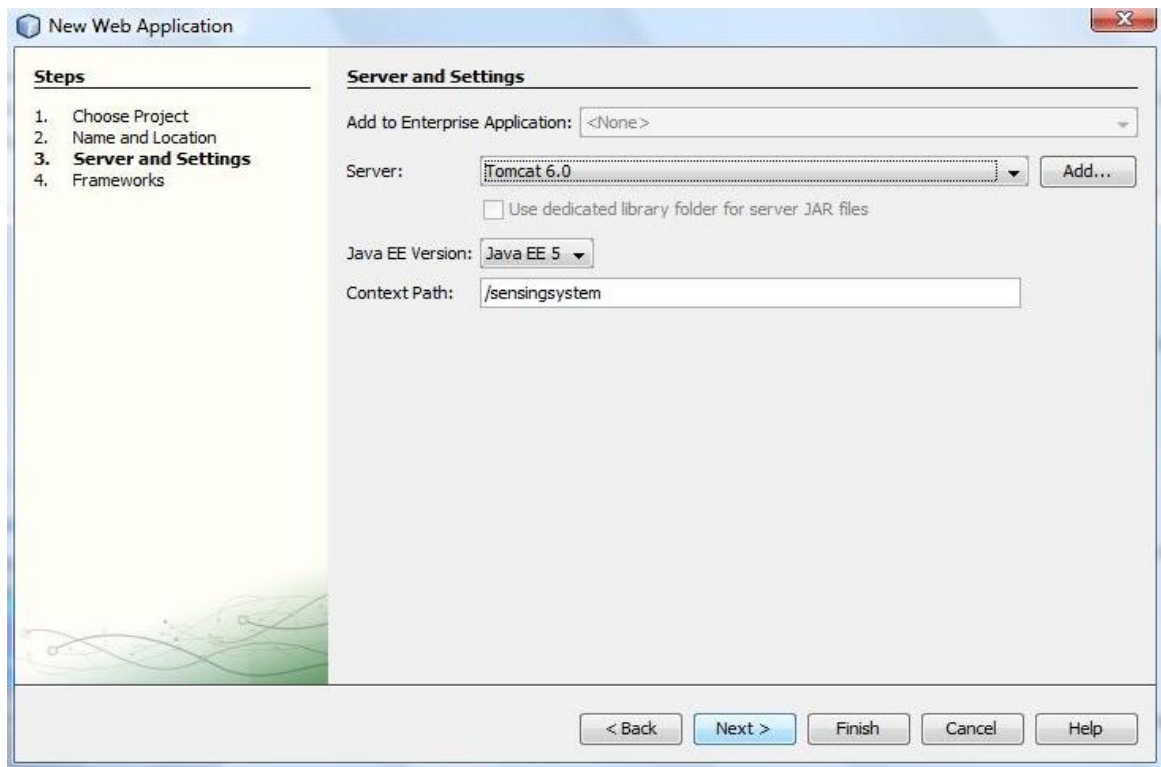 New Web Application
Steps
1. Choose Project
2. Name and Location
3. Server and Settings
4. Frameworks
Server and Settings
Add to Enterprise Application: <None>
Server: Tomcat 6.0 Add...
Use dedicated library folder for server JAR files
Java EE Version: Java EE 5
Context Path: /sensingsystem
< Back Next > Finish Cancel Help